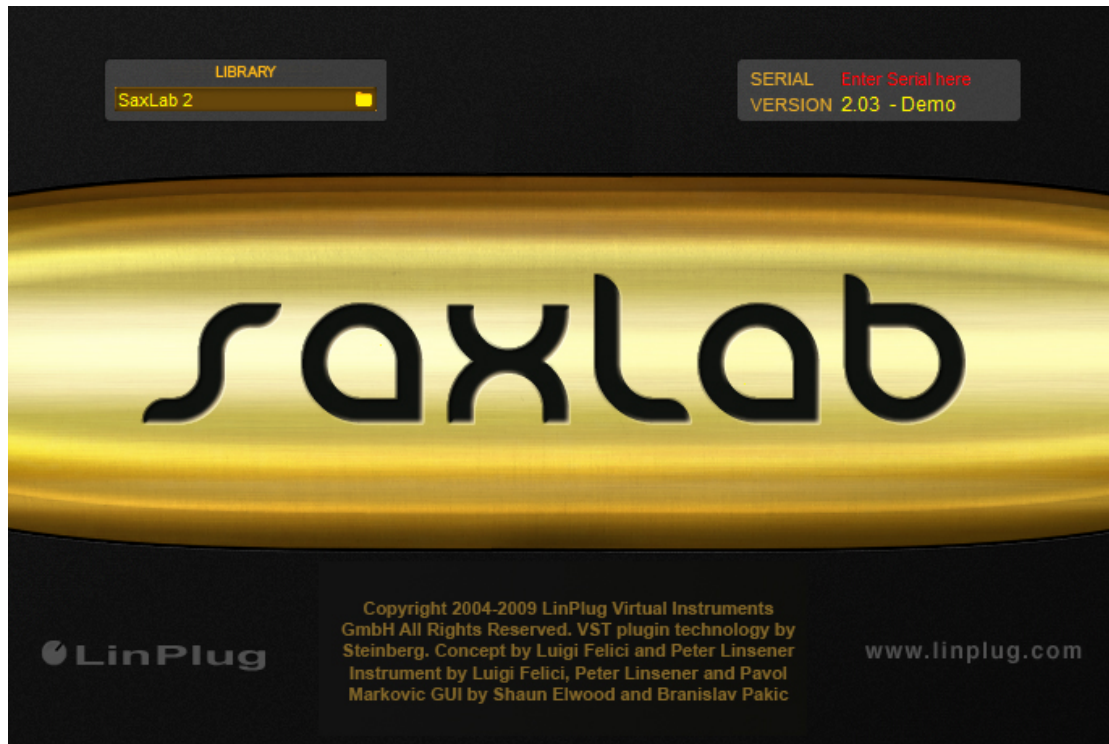 LIBRARY
SaxLab 2
SERIAL Enter Serial here
VERSION 2.03 - Demo
saxlab
Copyright 2004-2009 LinPlug Virtual Instruments
GmbH All Rights Reserved. VST plugin technology by
Steinberg. Concept by Luigi Felici and Peter Linsener
Instrument by Luigi Felici, Peter Linsener and Pavol
Markovic GUI by Shaun Elwood and Branislav Pakic
LinPlug
www.linplug.com